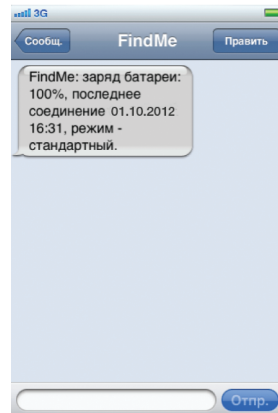 3G
Сообщ.
FindMe
Править
FindMe: заряд батареи:
100%, последнее
соединение 01.10.2012
16:31, режим -
стандартный.
Отпр.